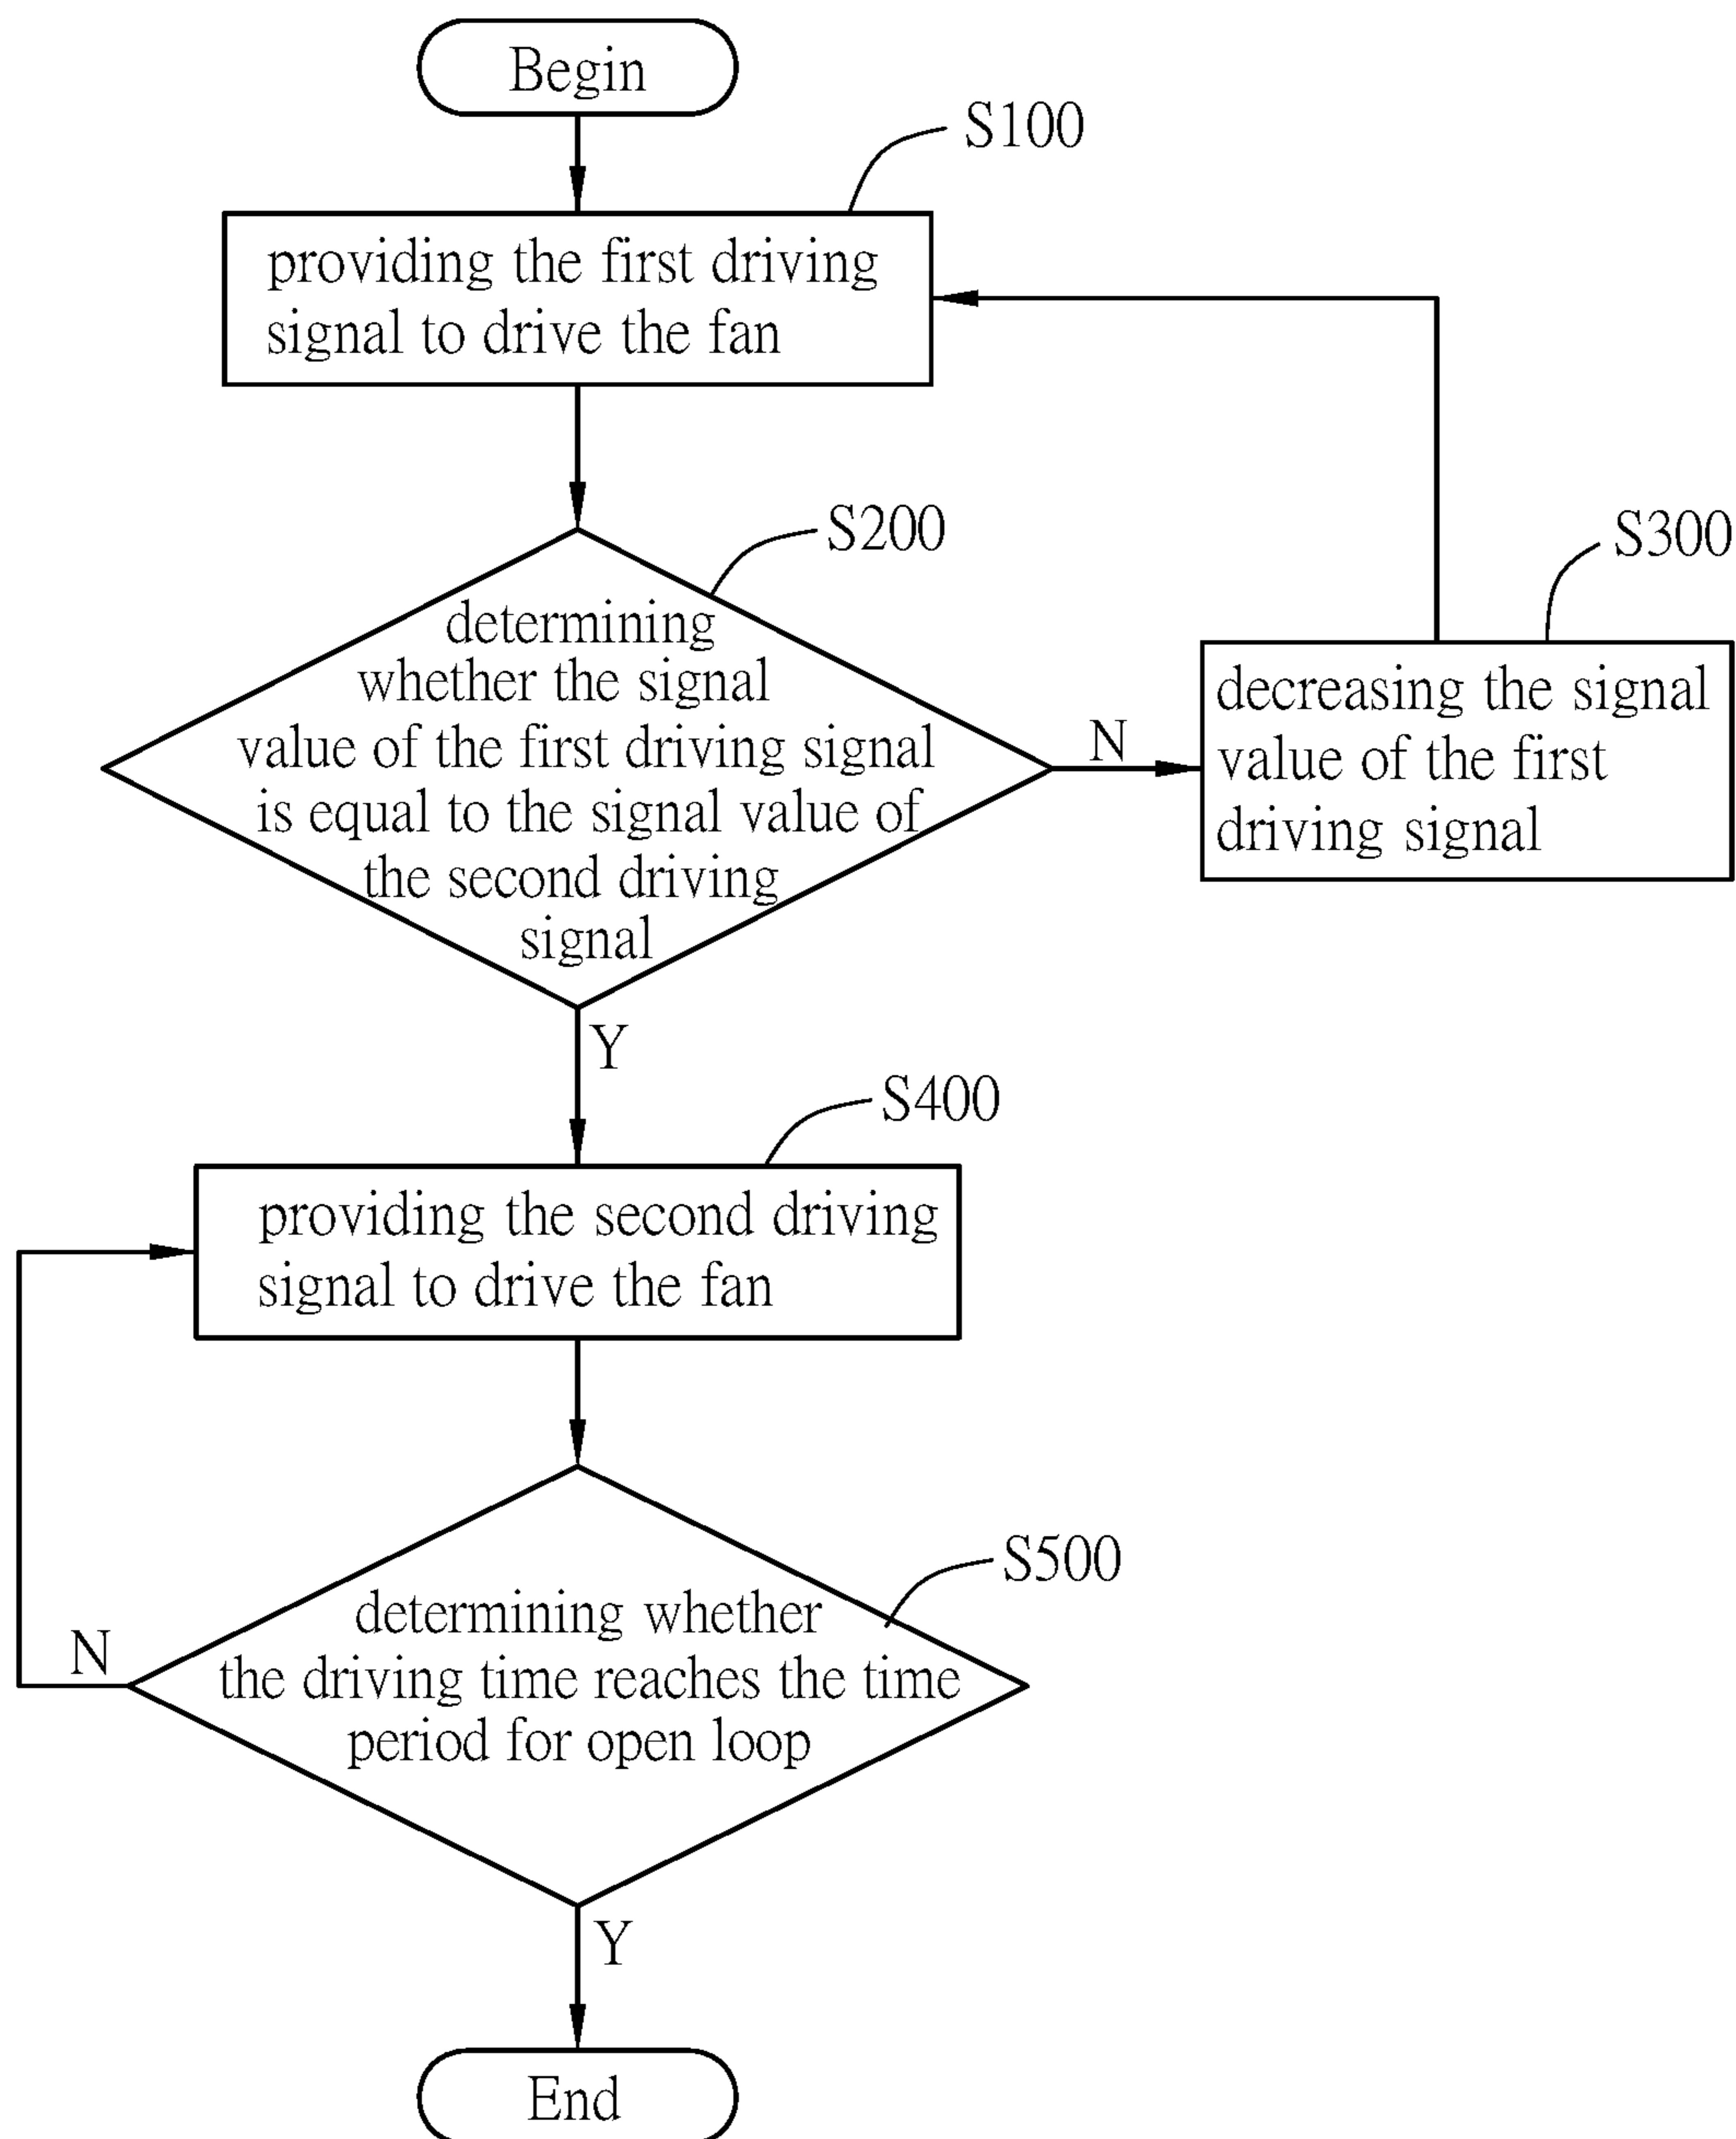 Begin
S100
providing the first driving
signal to drive the fan
S200
determining
whether the signal
value of the first driving signal
is equal to the signal value of
the second driving
signal
N
S300
decreasing the signal
value of the first
driving signal
Y
S400
providing the second driving
signal to drive the fan
S500
determining whether
the driving time reaches the time
period for open loop
N
Y
End